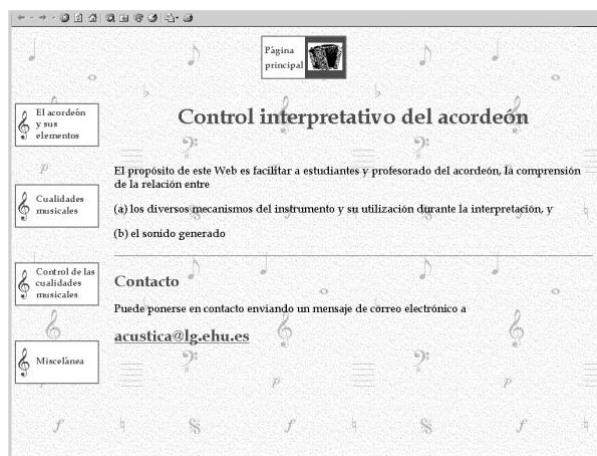 Página
principal
Control interpretativo del acordeón
El acordeón
y sus
elementos
Cualidades
musicales
Control de las
cualidades
musicales
Miscelànea
El propósito de este Web es facilitar a estudiantes y profesorado del acordeón, la comprensión
de la relación entre
(a) los diversos mecanismos del instrumento y su utilización durante la interpretación, y
(b) el sonido generado
Contacto
Puede ponerse en contacto enviando un mensaje de correo electrónico a
acustica@lg.ehu.es